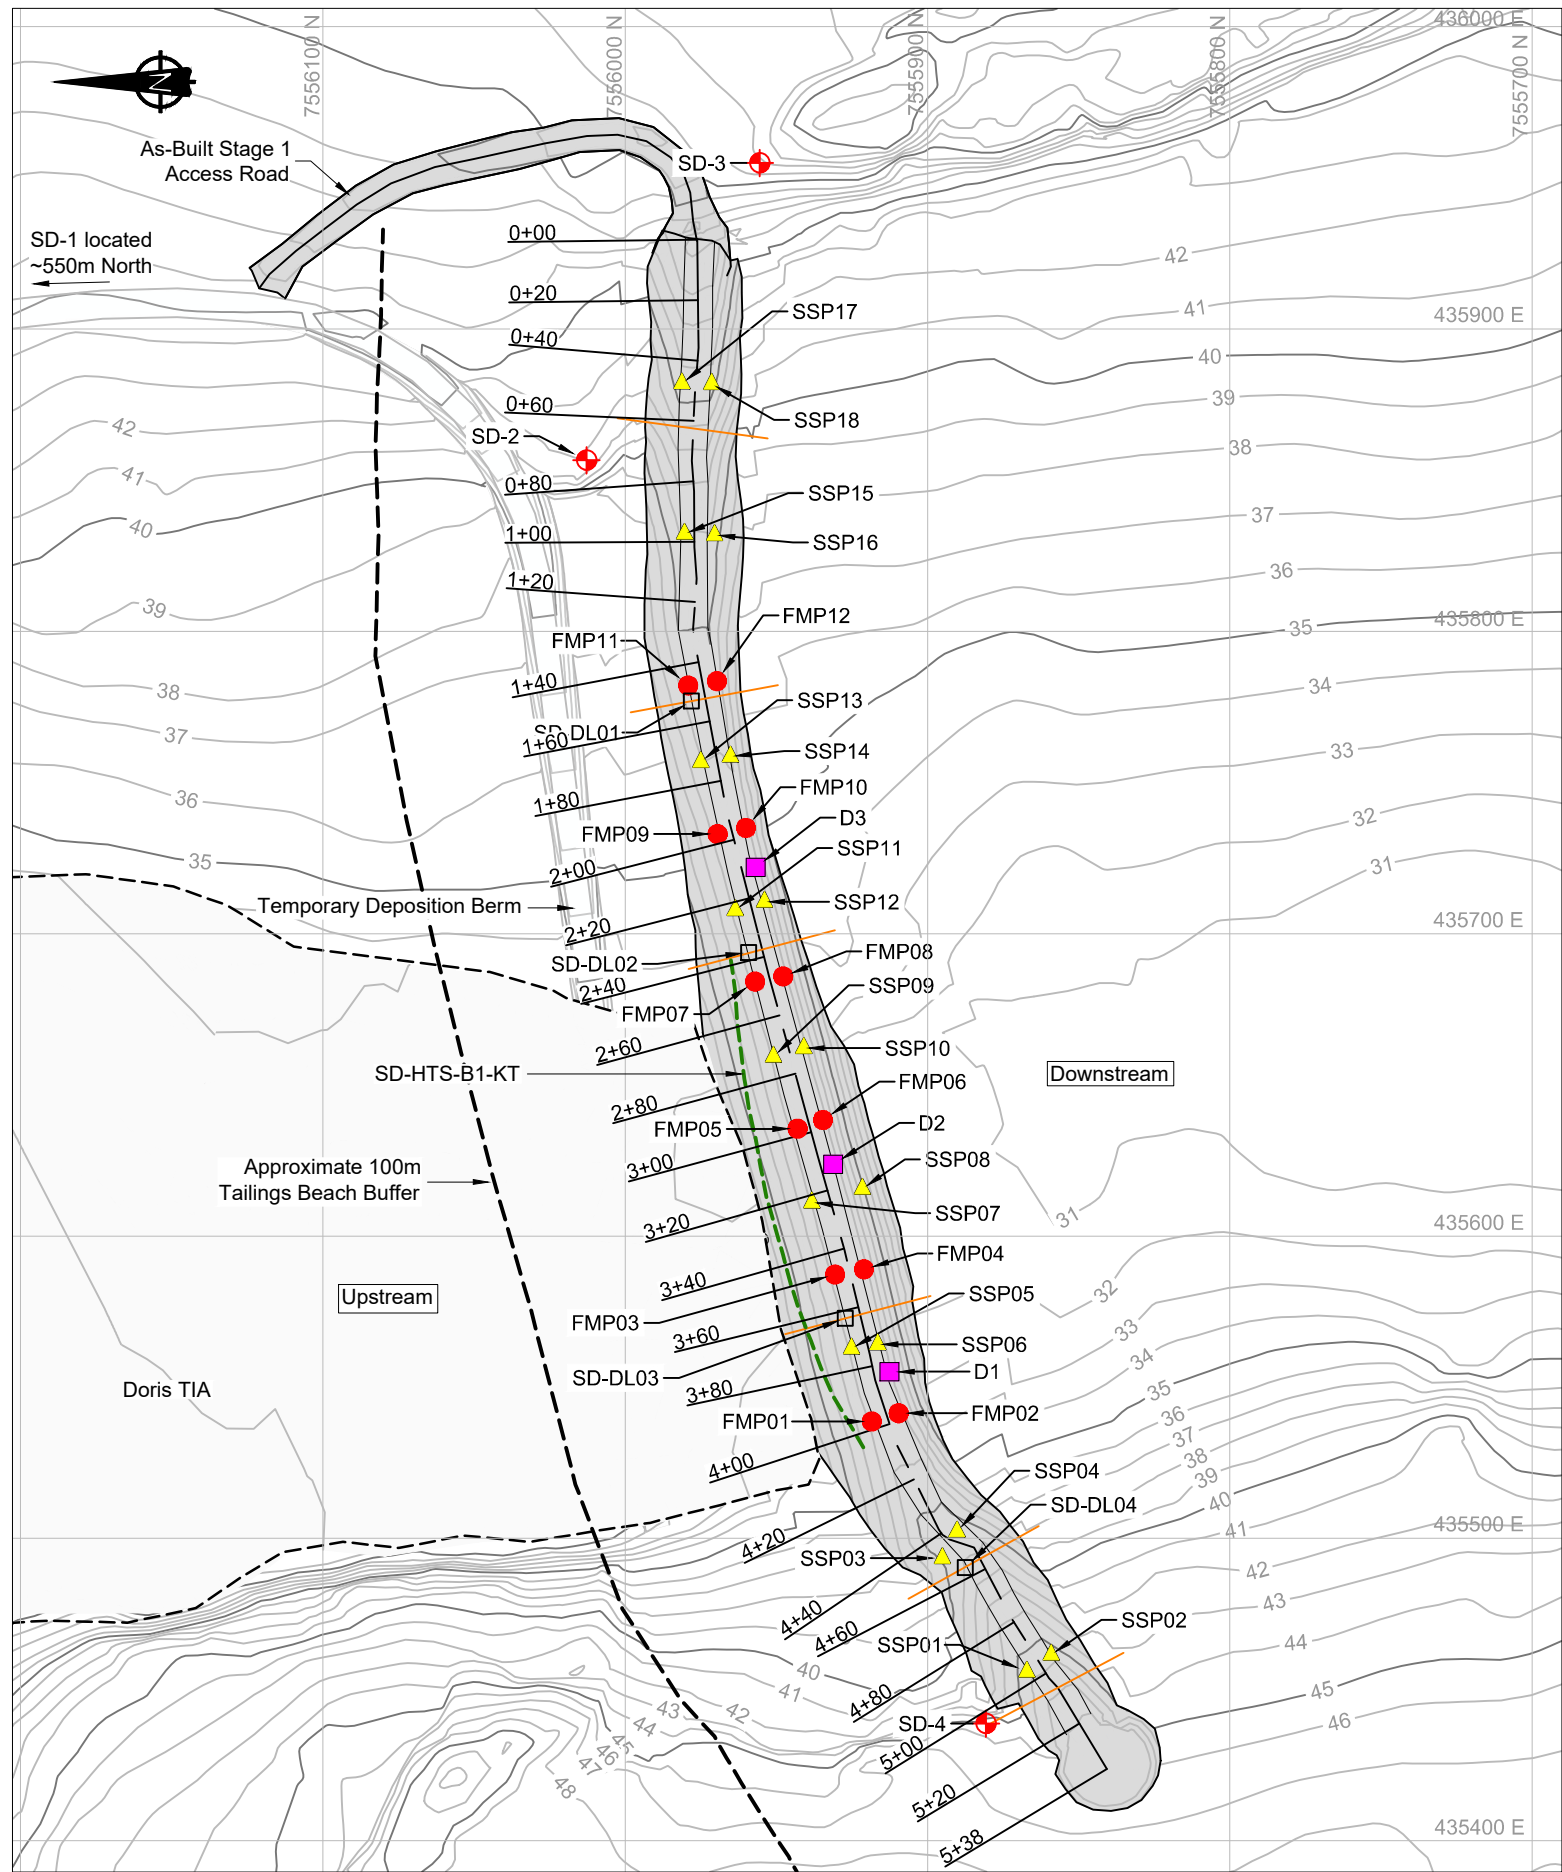 7556100 N
7556000 N
7555900 N
7555800 N
7555700 N
436000 E
N
As-Built Stage 1
Access Road
SD-3
SD-1 located
~550m North
0+00
42
0+20
SSP17
41
435900 E
0+40
40
39
0+60
SSP18
42
SD-2
38
41
0+80
SSP15
37
40
1+00
SSP16
36
1+20
39
FMP12
35
435800 E
FMP11
38
1+40
34
SSP13
37
SD-DL01
1+60
SSP14
33
36
1+80
FMP10
32
FMP09
D3
35
2+00
SSP11
31
Temporary Deposition Berm
SSP12
435700 E
2+20
SD-DL02
FMP08
2+40
SSP09
FMP07
2+60
SSP10
SD-HTS-B1-KT
Downstream
FMP06
2+80
FMP05
D2
Approximate 100m
Tailings Beach Buffer
3+00
SSP08
31
3+20
SSP07
435600 E
3+40
FMP04
32
Upstream
FMP03
SSP05
3+60
33
SSP06
34
SD-DL03
D1
3+80
35
Doris TIA
FMP01
FMP02
36
37
38
4+00
SSP04
39
40
SD-DL04
41
435500 E
4+20
SSP03
42
43
4+40
4+60
SSP01
SSP02
44
40
41
4+80
45
43
42
44
SD-4
46
45
46
47
48
5+00
5+20
435400 E
5+38